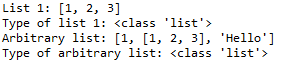 List 1: [1, 2, 3]
Type of list 1: <class 'list'>
Arbitrary list: [1, [1, 2, 3], 'Hello']
Type of arbitrary list: <class 'list'>